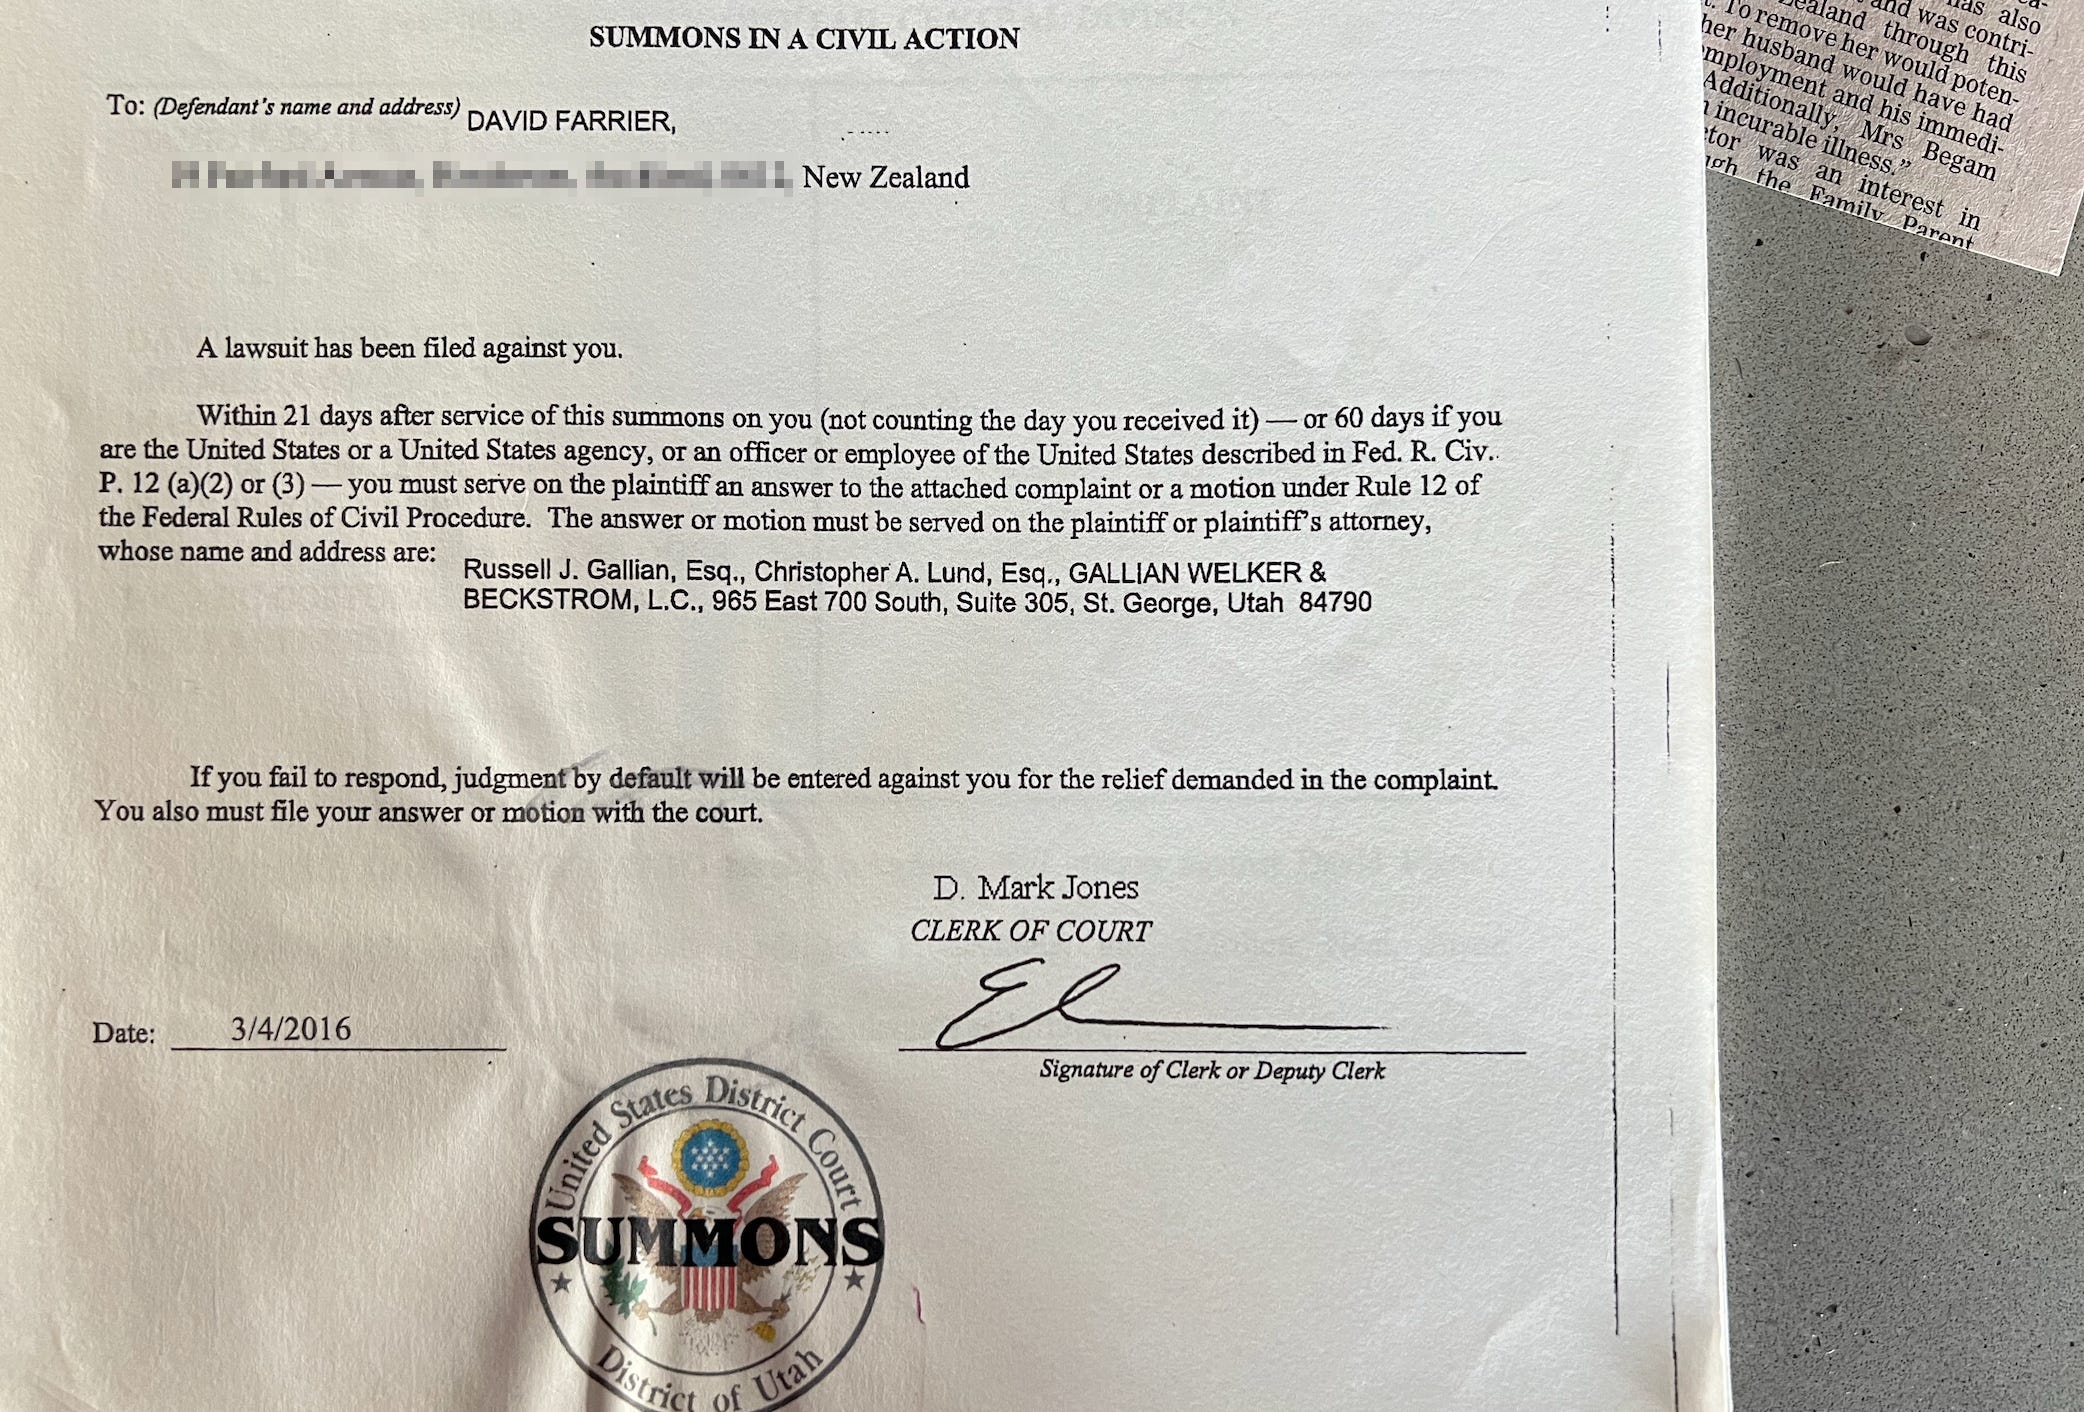 SUMMONS IN A CIVIL ACTION
To: (Defendant's name and address) DAVID FARRIER,
New Zealand
A lawsuit has been filed against you.
Within 21 days after service of this summons on you (not counting the day you received it) — or 60 days if you
are the United States or a United States agency, or an officer or employee of the United States described in Fed. R. Civ.
P. 12 (a)(2) or (3) — you must serve on the plaintiff an answer to the attached complaint or a motion under Rule 12 of
the Federal Rules of Civil Procedure. The answer or motion must be served on the plaintiff or plaintiff's attorney,
whose name and address are:
Russell J. Gallian, Esq., Christopher A. Lund, Esq., GALLIAN WELKER &
BECKSTROM, L.C., 965 East 700 South, Suite 305, St. George, Utah 84790
If you fail to respond, judgment by default will be entered against you for the relief demanded in the complaint.
You also must file your answer or motion with the court.
D. Mark Jones
CLERK OF COURT
Date: 3/4/2016
Signature of Clerk or Deputy Clerk
United States District Court
SUMMONS
District of Utah
has also
and was contri-
ealand through this
. To remove her would poten-
her husband would have had
mployment and his immedi-
Additionally, Mrs Begam
incurable illness."
tor was an interest in
the Family Parent